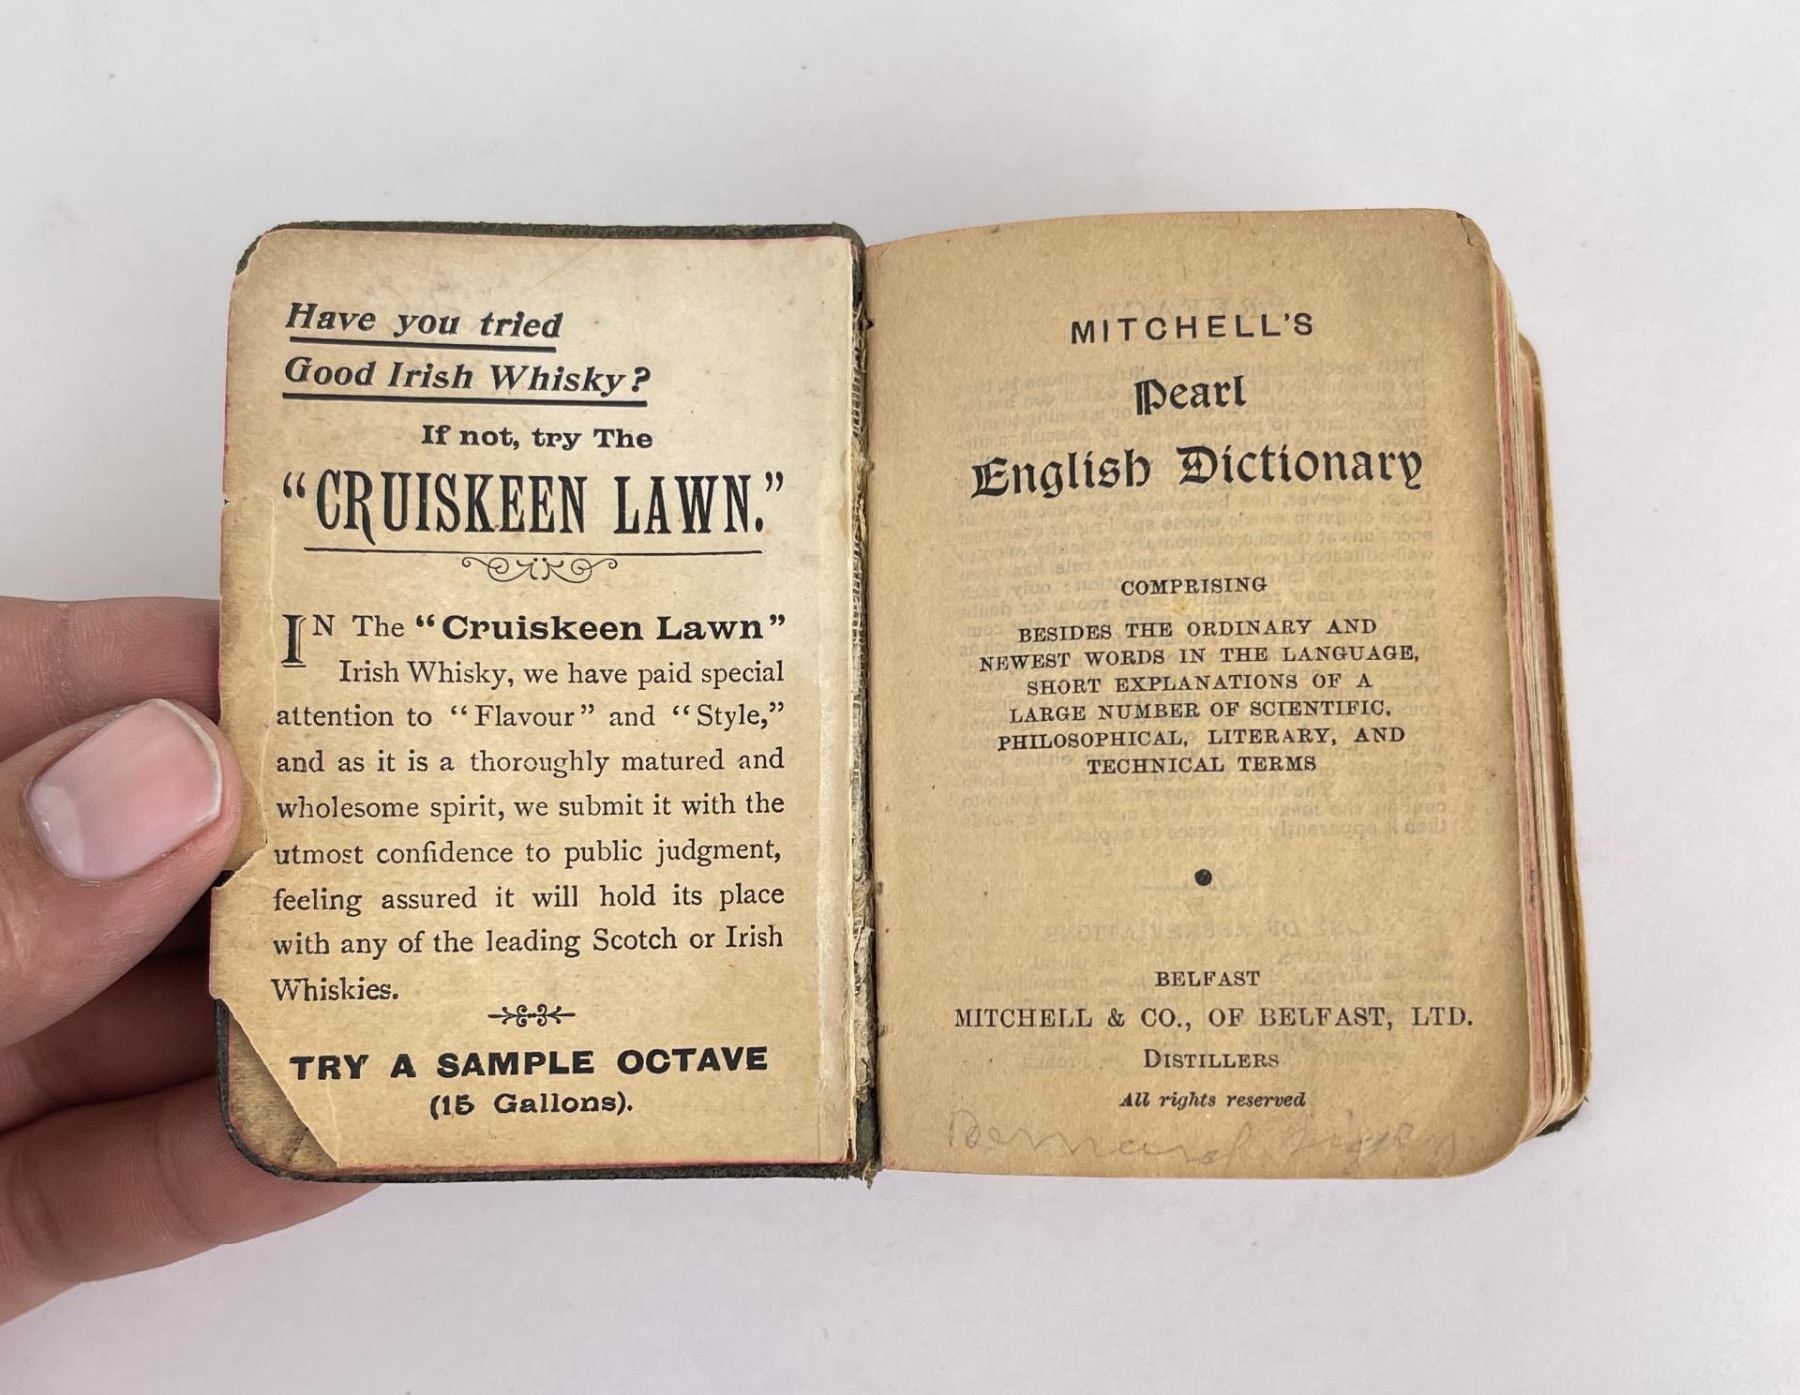 Have you tried
Good Irish Whisky?
If not, try The
“CRUISKEEN LAWN.”
IN The “Cruiskeen Lawn”
Irish Whisky, we have paid special
attention to “Flavour” and “Style,”
and as it is a thoroughly matured and
wholesome spirit, we submit it with the
utmost confidence to public judgment,
feeling assured it will hold its place
with any of the leading Scotch or Irish
Whiskies.
TRY A SAMPLE OCTAVE
(15 Gallons).
MITCHELL'S
Pearl
English Dictionary
COMPRISING
BESIDES THE ORDINARY AND
NEWEST WORDS IN THE LANGUAGE,
SHORT EXPLANATIONS OF A
LARGE NUMBER OF SCIENTIFIC,
PHILOSOPHICAL, LITERARY, AND
TECHNICAL TERMS
BELFAST
MITCHELL & CO., OF BELFAST, LTD.
DISTILLERS
All rights reserved
Bernard